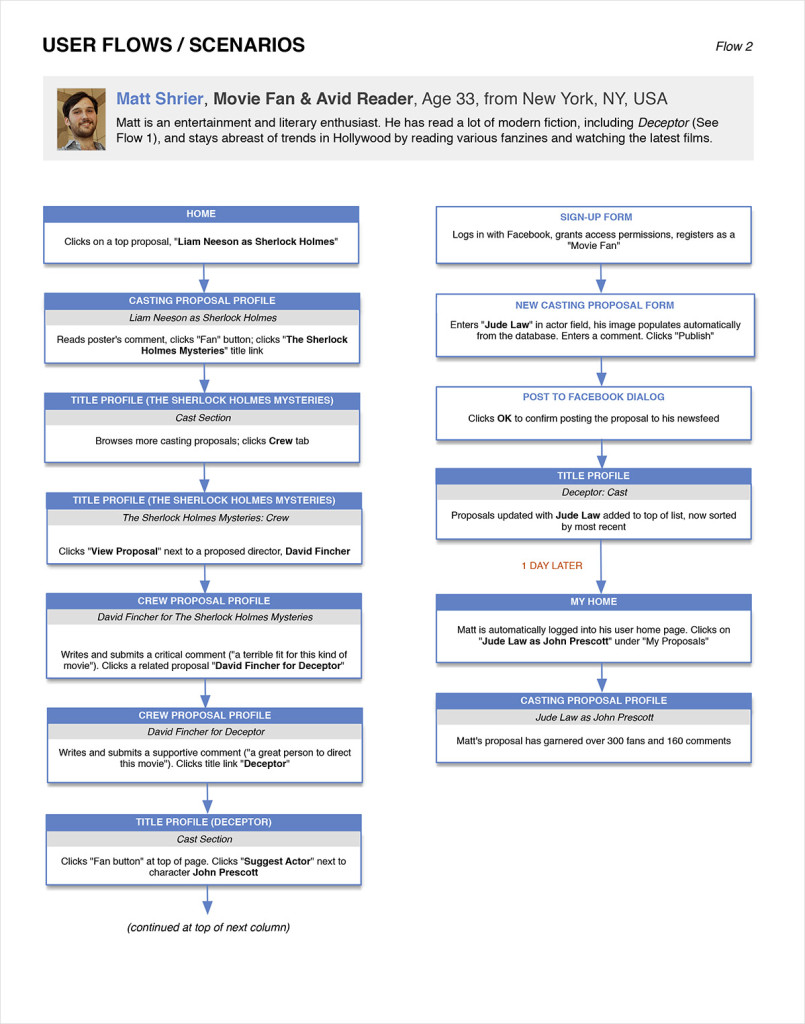 USER FLOWS / SCENARIOS
Flow 2
Matt Shrier, Movie Fan & Avid Reader, Age 33, from New York, NY, USA
Matt is an entertainment and literary enthusiast. He has read a lot of modern fiction, including Deceptor (See
Flow 1), and stays abreast of trends in Hollywood by reading various fanzines and watching the latest films.
HOME
Clicks on a top proposal, "Liam Neeson as Sherlock Holmes"
CASTING PROPOSAL PROFILE
Liam Neeson as Sherlock Holmes
Reads poster's comment, clicks "Fan" button; clicks "The Sherlock
Holmes Mysteries" title link
TITLE PROFILE (THE SHERLOCK HOLMES MYSTERIES)
Cast Section
Browses more casting proposals; clicks Crew tab
TITLE PROFILE (THE SHERLOCK HOLMES MYSTERIES)
The Sherlock Holmes Mysteries: Crew
Clicks "View Proposal" next to a proposed director, David Fincher
CREW PROPOSAL PROFILE
David Fincher for The Sherlock Holmes Mysteries
Writes and submits a critical comment ("a terrible fit for this kind of
movie"). Clicks a related proposal "David Fincher for Deceptor"
CREW PROPOSAL PROFILE
David Fincher for Deceptor
Writes and submits a supportive comment ("a great person to direct
this movie"). Clicks title link "Deceptor"
TITLE PROFILE (DECEPTOR)
Cast Section
Clicks "Fan button" at top of page. Clicks "Suggest Actor" next to
character John Prescott
(continued at top of next column)
SIGN-UP FORM
Logs in with Facebook, grants access permissions, registers as a
"Movie Fan"
NEW CASTING PROPOSAL FORM
Enters "Jude Law" in actor field, his image populates automatically
from the database. Enters a comment. Clicks "Publish"
POST TO FACEBOOK DIALOG
Clicks OK to confirm posting the proposal to his newsfeed
TITLE PROFILE
Deceptor: Cast
Proposals updated with Jude Law added to top of list, now sorted
by most recent
1 DAY LATER
MY HOME
Matt is automatically logged into his user home page. Clicks on
"Jude Law as John Prescott" under "My Proposals"
CASTING PROPOSAL PROFILE
Jude Law as John Prescott
Matt's proposal has garnered over 300 fans and 160 comments